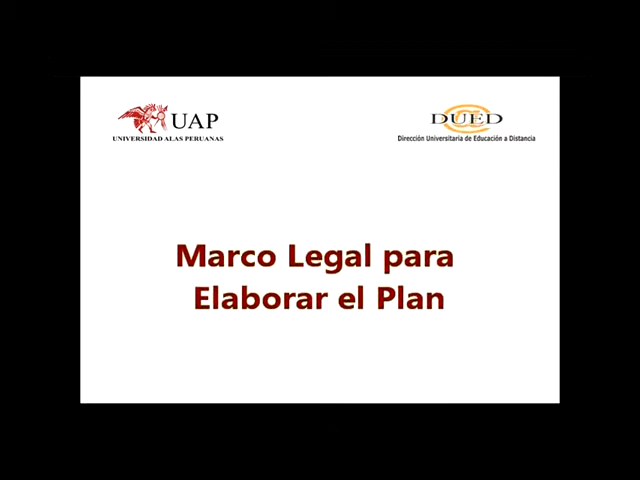 UAP
UNIVERSIDAD ALAS PERUANAS
DUED
Dirección Universitaria de Educación a Distancia
Marco Legal para
Elaborar el Plan